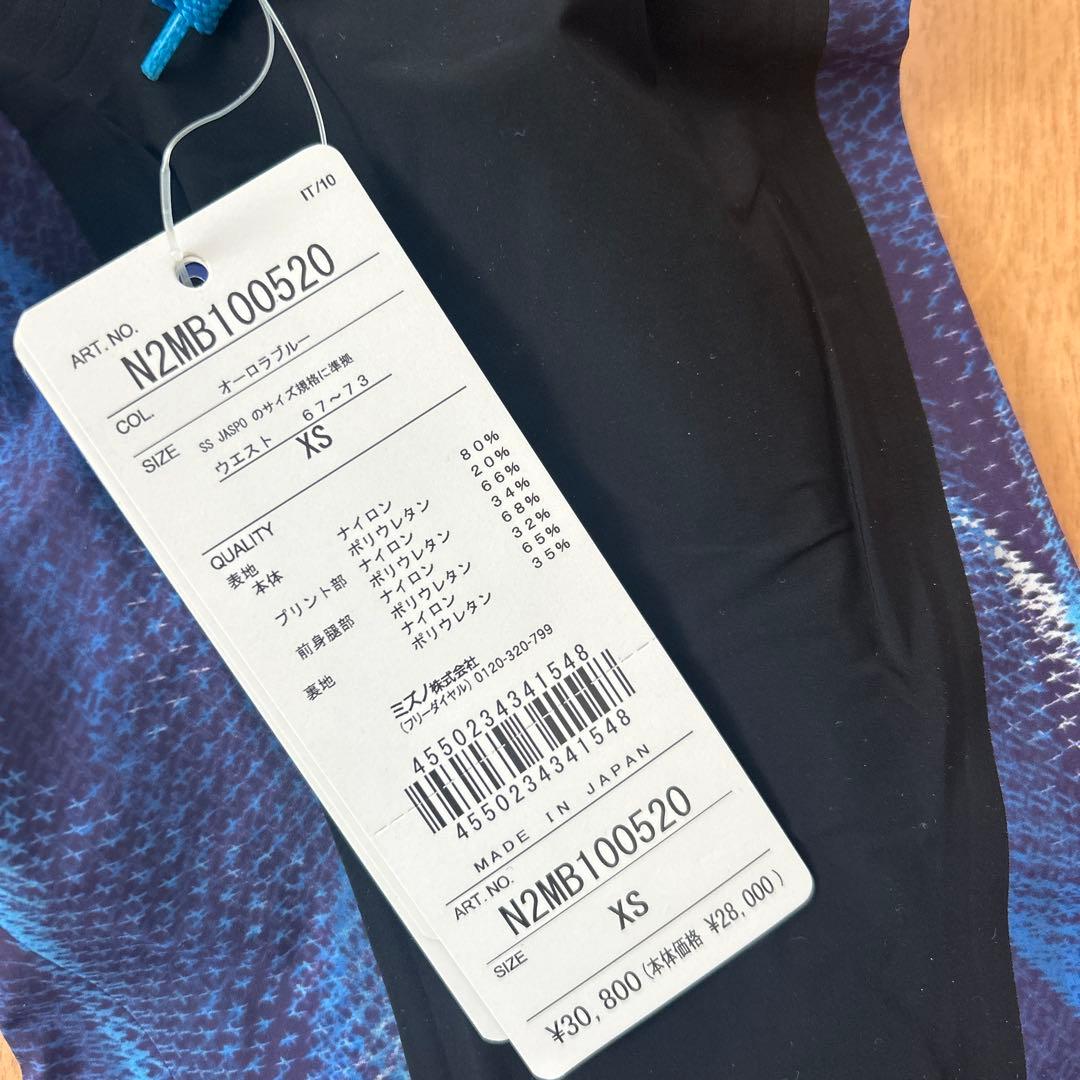 IT/10
ART.NO. N2MB100520
COL. オーロラブルー
SIZE SS JASPO のサイズ規格に準拠
ウエスト 67~73
XS
QUALITY
表地
本体 ナイロン 80%
ポリウレタン 20%
プリント部 ナイロン 66%
ポリウレタン 34%
前身腿部 ナイロン 68%
ポリウレタン 32%
裏地 ナイロン 65%
ポリウレタン 35%
ミズノ株式会社
(フリーダイヤル) 0120-320-799
4550234341548
4550234341548
MADE IN JAPAN
ART.NO. N2MB100520
SIZE XS
¥30,800(本体価格 ¥28,000)